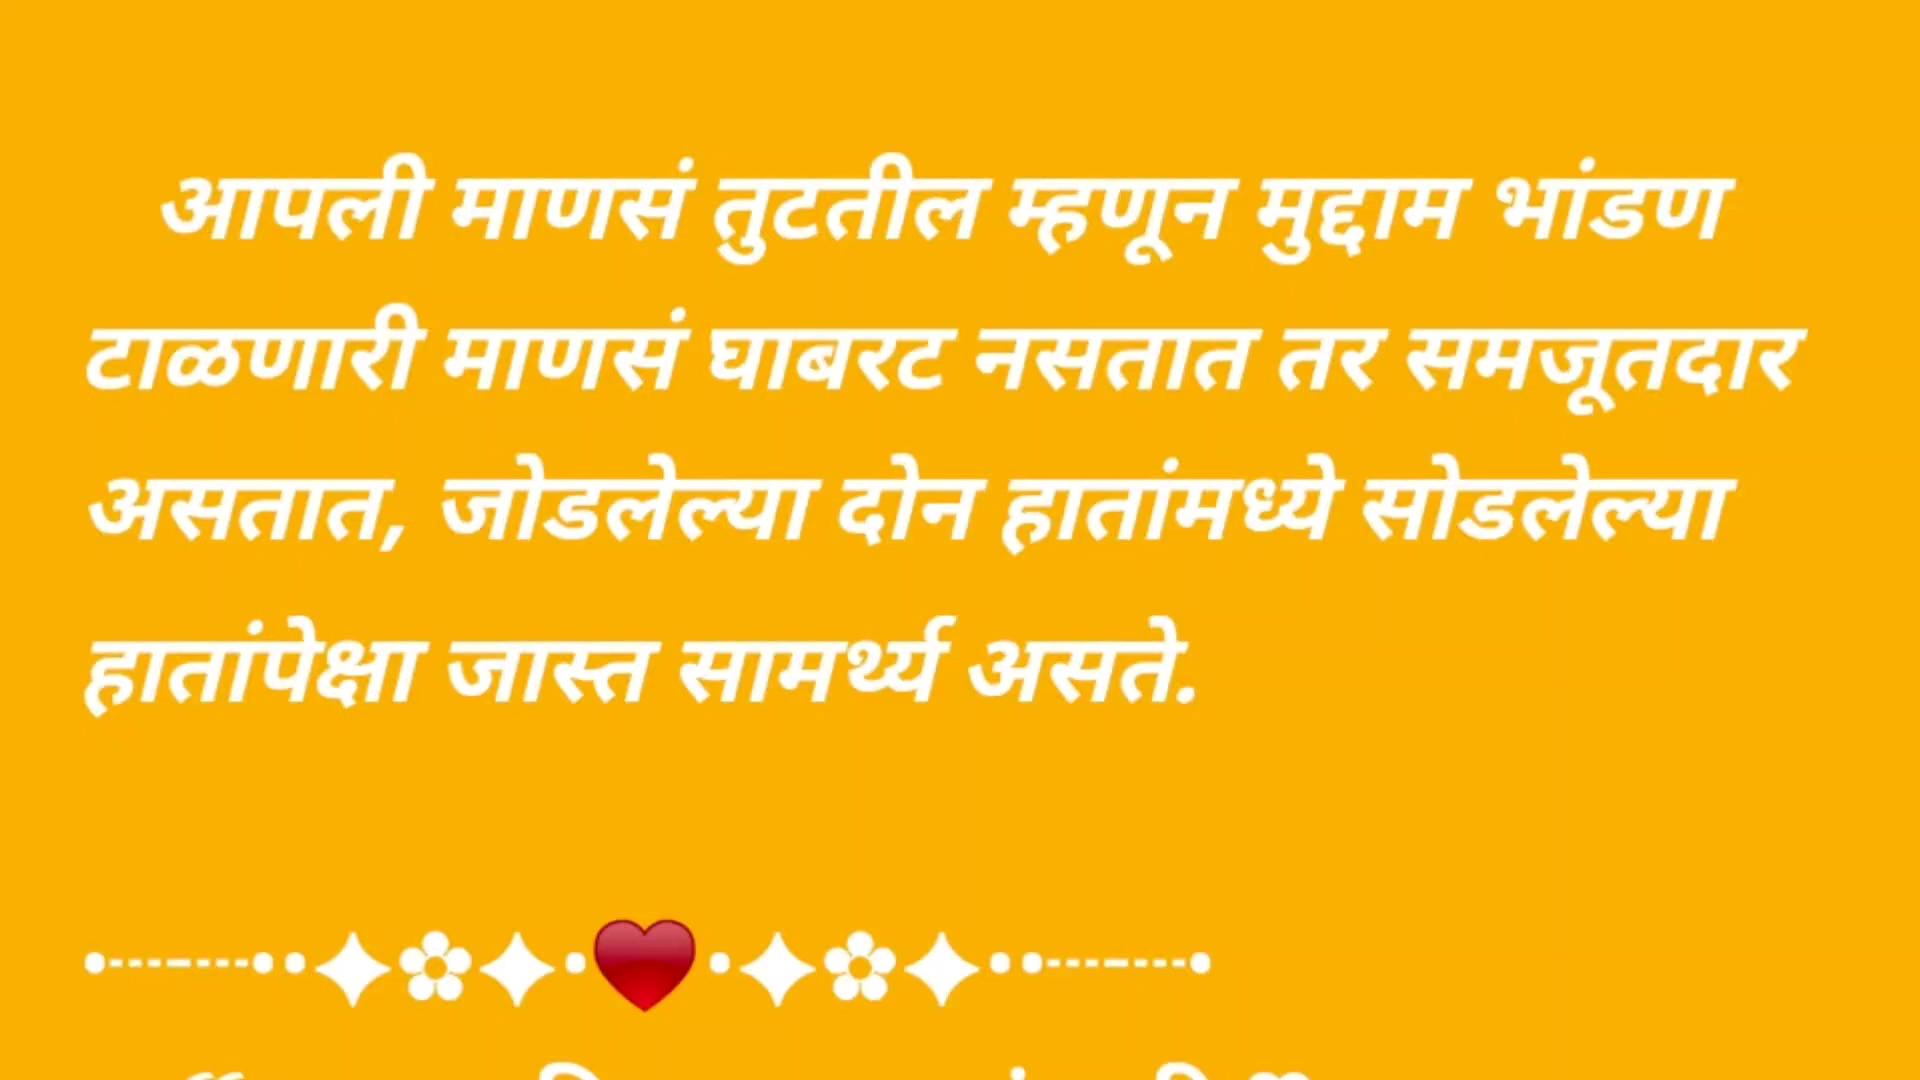 आपली माणसं तुटतील म्हणून मुद्दाम भांडण
टाळणारी माणसं घाबरट नसतात तर समजूतदार
असतात, जोडलेल्या दोन हातांमध्ये सोडलेल्या
हातांपेक्षा जास्त सामर्थ्य असते.